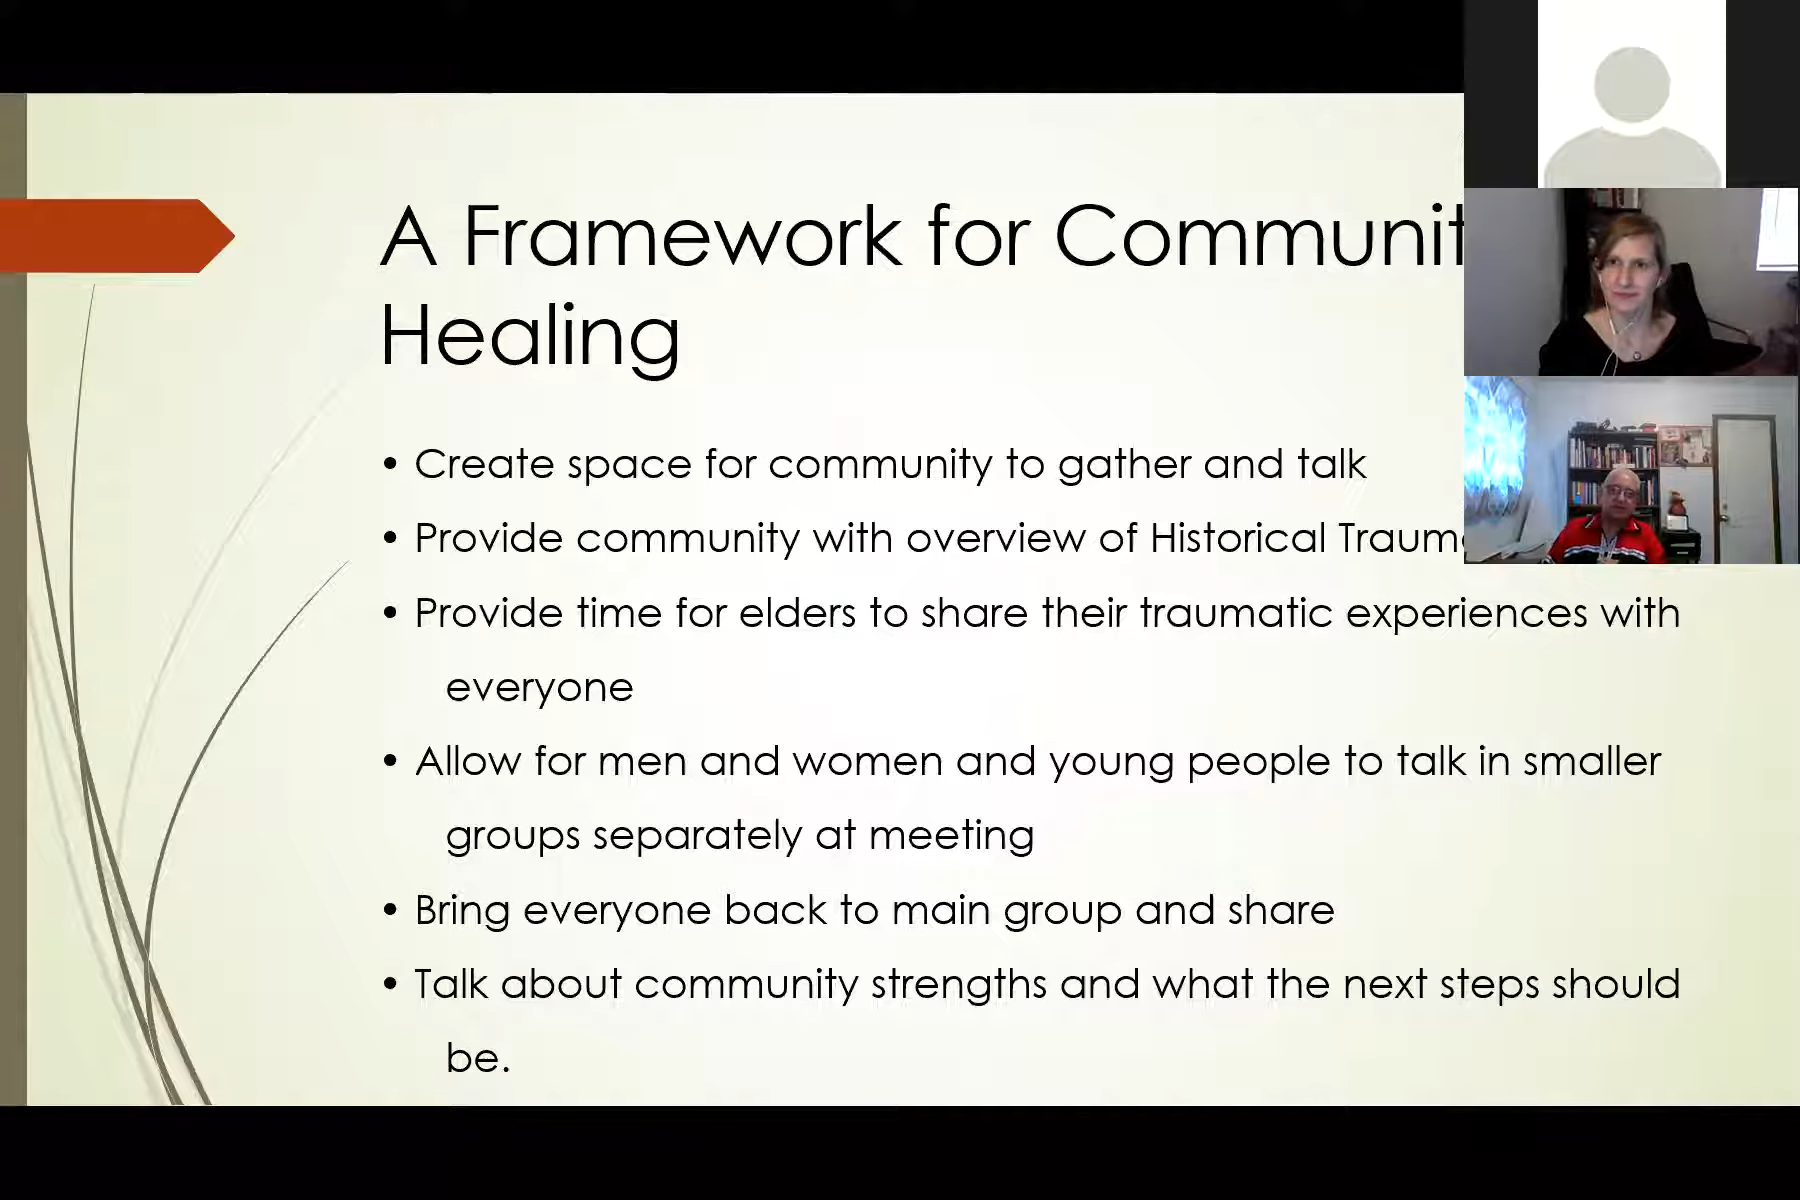 A Framework for Communit
Healing
• Create space for community to gather and talk
• Provide community with overview of Historical Traum
• Provide time for elders to share their traumatic experiences with
everyone
• Allow for men and women and young people to talk in smaller
groups separately at meeting
• Bring everyone back to main group and share
• Talk about community strengths and what the next steps should
be.